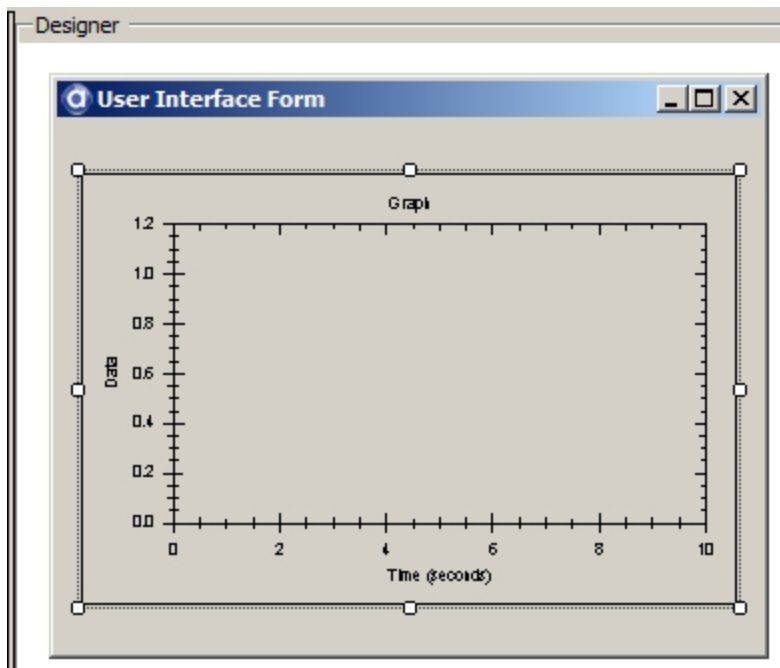 Designer
User Interface Form
Graph
1.2
1.0
0.8
0.6
0.4
0.2
0.0
Data
0 2 4 6 8 10
Time (seconds)